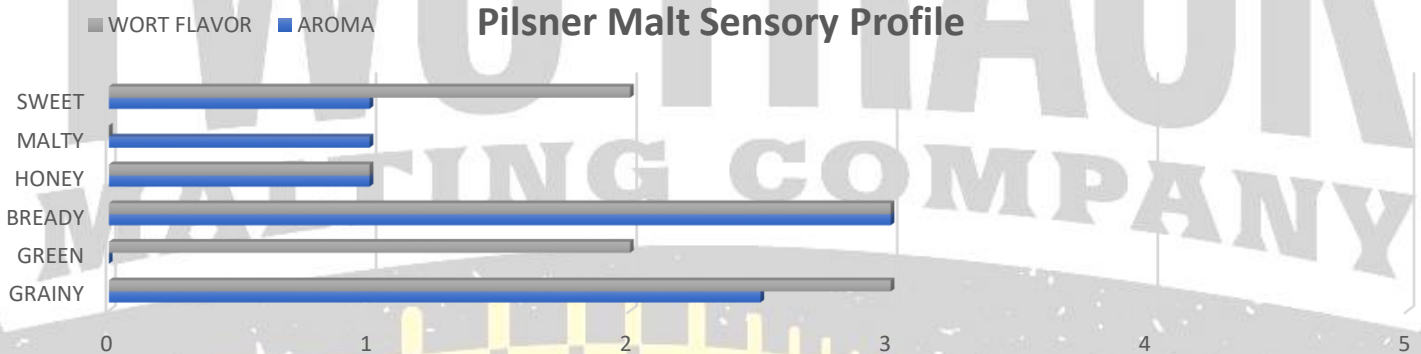 Pilsner Malt Sensory Profile
WORT FLAVOR AROMA
SWEET
MALTY
HONEY
BREADY
GREEN
GRAINY
0 1 2 3 4 5
MALTING COMPANY